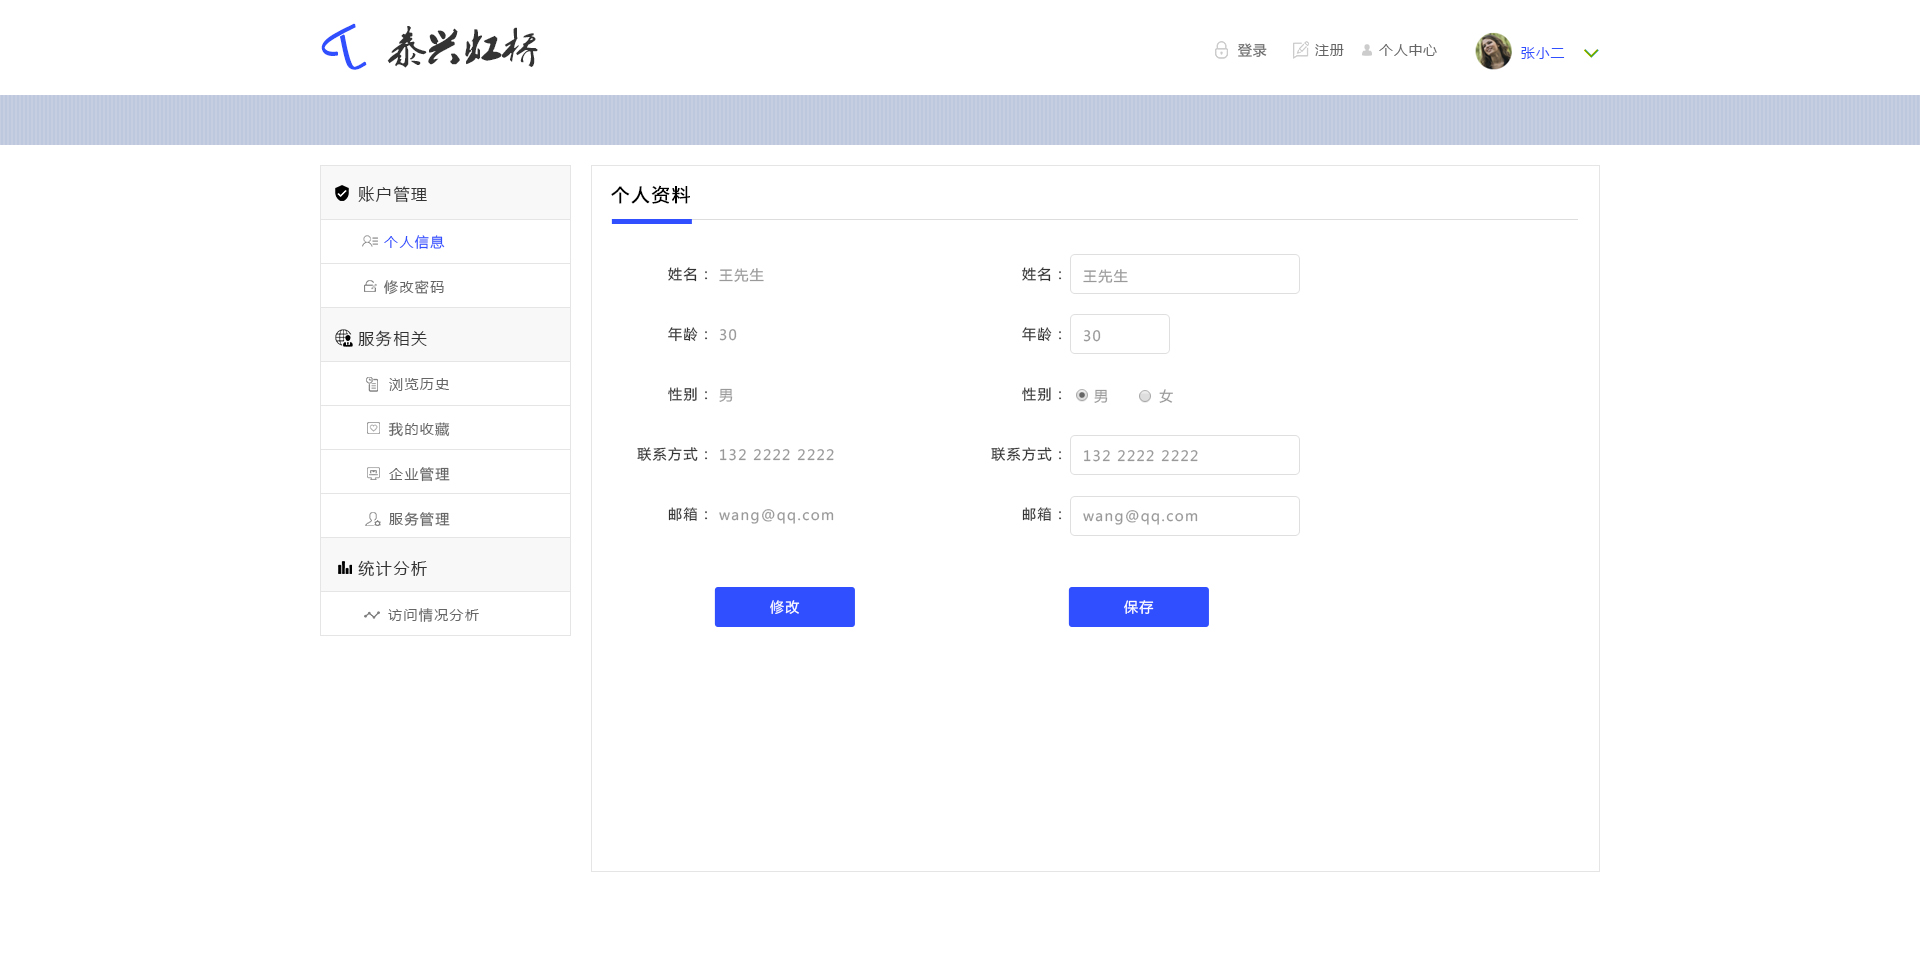 泰兴虹桥
登录 注册 个人中心 张小二
账户管理
个人信息
修改密码
服务相关
浏览历史
我的收藏
企业管理
服务管理
统计分析
访问情况分析
个人资料
姓名： 王先生
年龄： 30
性别： 男
联系方式： 132 2222 2222
邮箱： wang@qq.com
修改
姓名： 王先生
年龄： 30
性别： 男 女
联系方式： 132 2222 2222
邮箱： wang@qq.com
保存